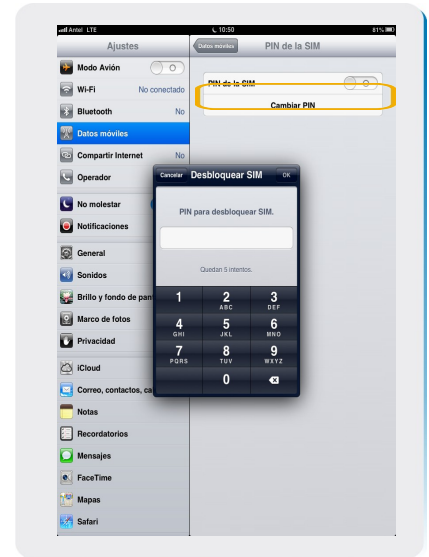 Antel LTE 10:50 81%
Ajustes
Datos móviles PIN de la SIM
Modo Avión
Wi-Fi No conectado
Bluetooth No
Datos móviles
Compartir Internet No
Operador
No molestar
Notificaciones
General
Sonidos
Brillo y fondo de pan
Marco de fotos
Privacidad
iCloud
Correo, contactos, ca
Notas
Recordatorios
Mensajes
FaceTime
Mapas
Safari
PIN de la SIM
Cambiar PIN
Cancelar Desbloquear SIM OK
PIN para desbloquear SIM.
Quedan 5 intentos.
1 2 3
ABC DEF
4 5 6
GHI JKL MNO
7 8 9
PQRS TUV WXYZ
0